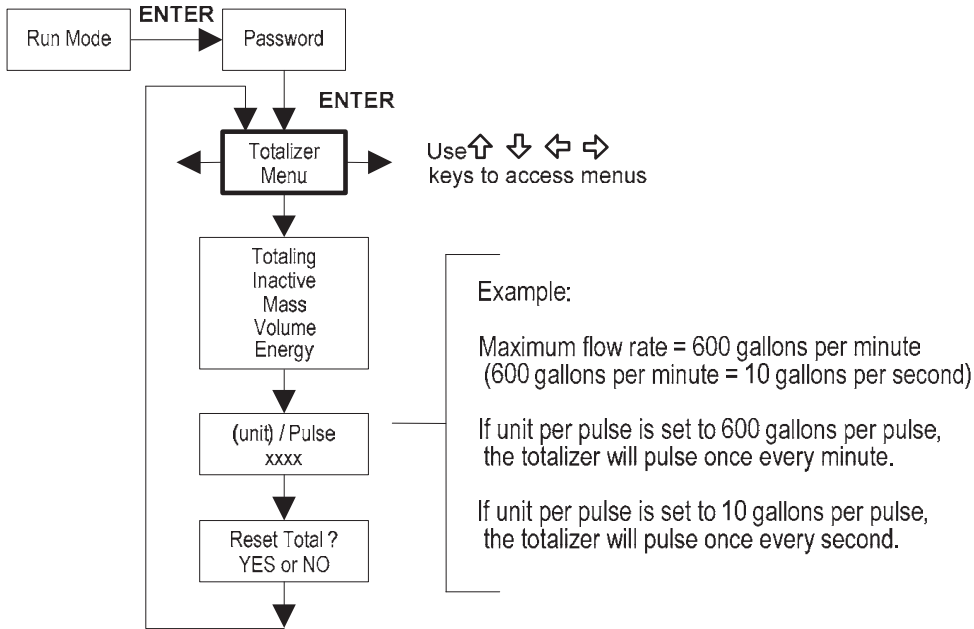 Run Mode
ENTER
Password
ENTER
Totalizer
Menu
Use ⇧ ⇩ ⇦ ⇨
keys to access menus
Totaling
Inactive
Mass
Volume
Energy
(unit) / Pulse
xxxx
Reset Total ?
YES or NO
Example:
Maximum flow rate = 600 gallons per minute
(600 gallons per minute = 10 gallons per second)
If unit per pulse is set to 600 gallons per pulse,
the totalizer will pulse once every minute.
If unit per pulse is set to 10 gallons per pulse,
the totalizer will pulse once every second.